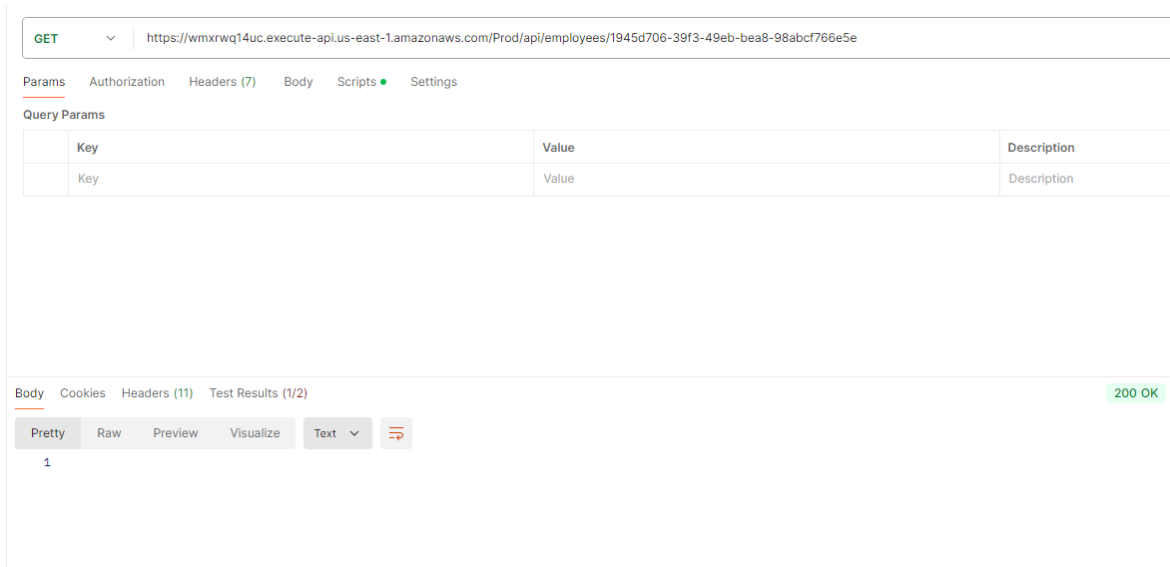 GET https://wmxrwq14uc.execute-api.us-east-1.amazonaws.com/Prod/api/employees/1945d706-39f3-49eb-bea8-98abcf766e5e
Params Authorization Headers (7) Body Scripts Settings
Query Params
Key Value Description
Key Value Description
Body Cookies Headers (11) Test Results (1/2) 200 OK
Pretty Raw Preview Visualize Text
1